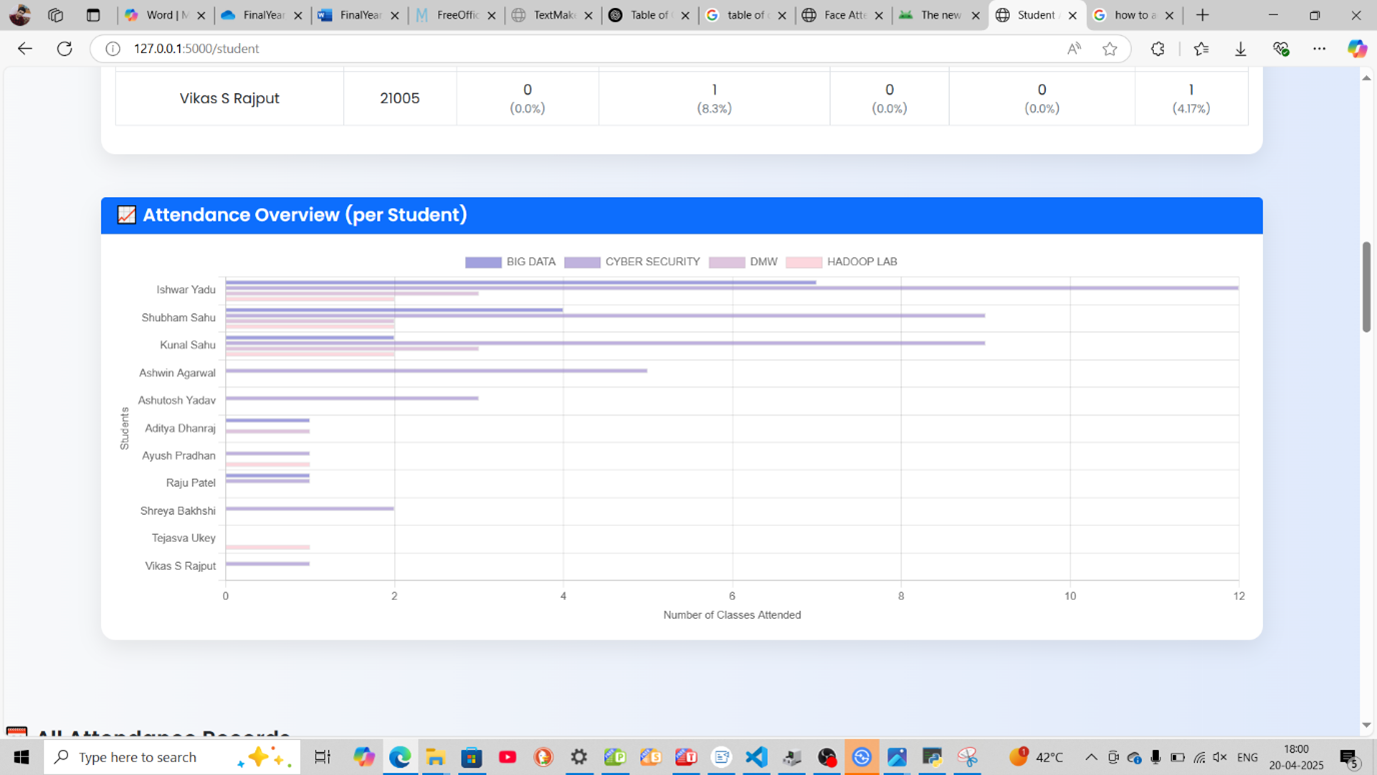 Word | M
FinalYear
FinalYear
FreeOffic
TextMake
Table of C
table of c
Face Atte
The new
Student A
how to a
127.0.0.1:5000/student
Vikas S Rajput 21005 0 1 0 0 1
(0.0%) (8.3%) (0.0%) (0.0%) (4.17%)
Attendance Overview (per Student)
BIG DATA CYBER SECURITY DMW HADOOP LAB
Students
Ishwar Yadu
Shubham Sahu
Kunal Sahu
Ashwin Agarwal
Ashutosh Yadav
Aditya Dhanraj
Ayush Pradhan
Raju Patel
Shreya Bakhshi
Tejasva Ukey
Vikas S Rajput
0 2 4 6 8 10 12
Number of Classes Attended
All Attendance Records
Type here to search
1
42°C
ENG
18:00
20-04-2025
5